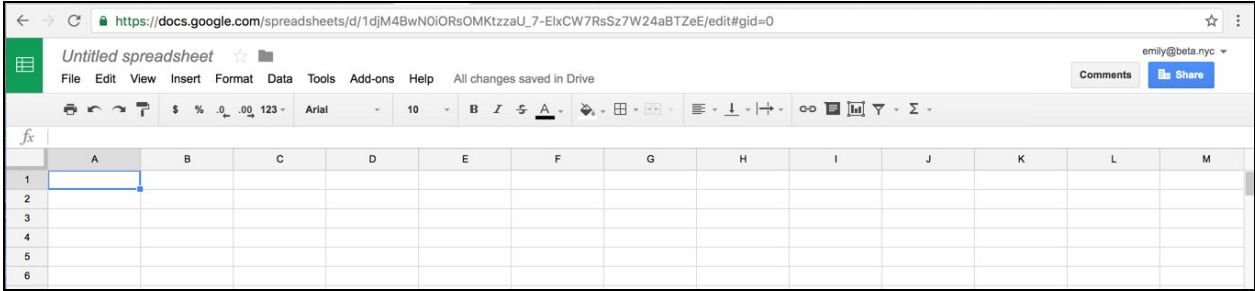 https://docs.google.com/spreadsheets/d/1djM4BwN0iORsOMKtzzaU_7-ElxCW7RsSz7W24aBTZeE/edit#gid=0
Untitled spreadsheet
emily@beta.nyc
File Edit View Insert Format Data Tools Add-ons Help All changes saved in Drive
Comments Share
$ % .0 .00 123 Arial 10 B I S A Σ
fx
A B C D E F G H I J K L M
1
2
3
4
5
6